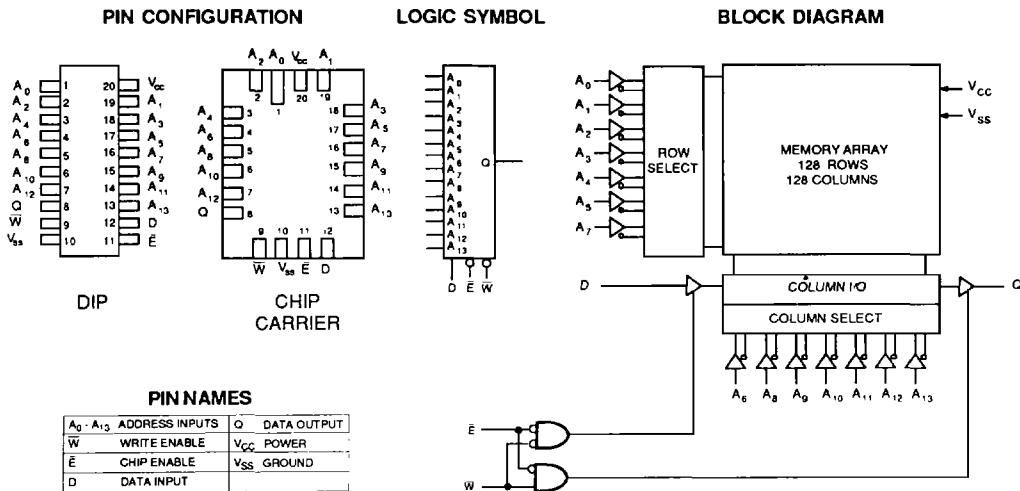 PIN CONFIGURATION
A0 1 20 VCC
A2 2 19 A1
A4 3 18 A3
A6 4 17 A5
A8 5 16 A7
A10 6 15 A9
A12 7 14 A11
Q 8 13 A13
W̅ 9 12 D
VSS 10 11 E̅
DIP
A2 A0 VCC A1
2 1 20 19
A4 3 18 A3
A6 4 17 A5
A8 5 16 A7
A10 6 15 A9
A12 7 14 A11
Q 8 13 A13
9 10 11 12
W̅ VSS E̅ D
CHIP
CARRIER
LOGIC SYMBOL
A0
A1
A2
A3
A4
A5
A6
A7
A8
A9
A10
A11
A12
A13
Q
D E̅ W̅
BLOCK DIAGRAM
A0
A1
A2
A3
A4
A5
A7
ROW
SELECT
MEMORY ARRAY
128 ROWS
128 COLUMNS
VCC
VSS
D
COLUMN I/O
Q
COLUMN SELECT
A6 A8 A9 A10 A11 A12 A13
E̅
W̅
PIN NAMES
A0 - A13 ADDRESS INPUTS Q DATA OUTPUT
W̅ WRITE ENABLE VCC POWER
E̅ CHIP ENABLE VSS GROUND
D DATA INPUT